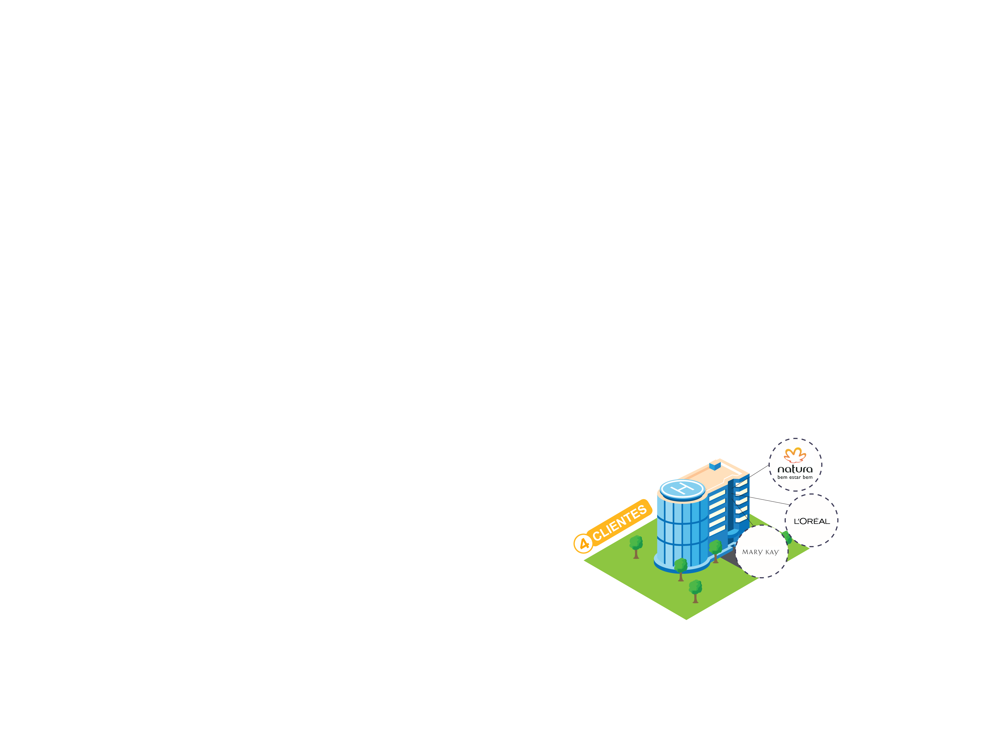 natura
bem estar bem
L'ORÉAL
MARY KAY
4 CLIENTES
H